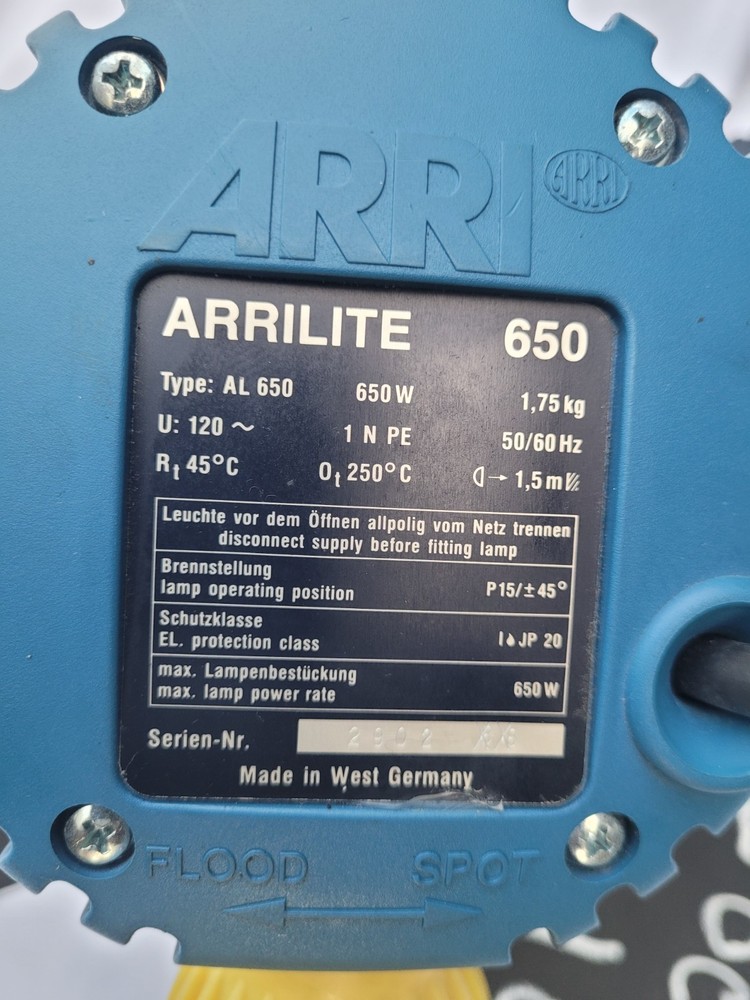 ARRI ARRI
ARRILITE 650
Type: AL 650 650 W 1,75 kg
U: 120 ~ 1 N PE 50/60 Hz
Rt 45°C Ot 250°C → 1,5 m
Leuchte vor dem Öffnen allpolig vom Netz trennen
disconnect supply before fitting lamp
Brennstellung
lamp operating position P15/±45°
Schutzklasse
EL. protection class I JP 20
max. Lampenbestückung
max. lamp power rate 650 W
Serien-Nr.
Made in West Germany
FLOOD SPOT